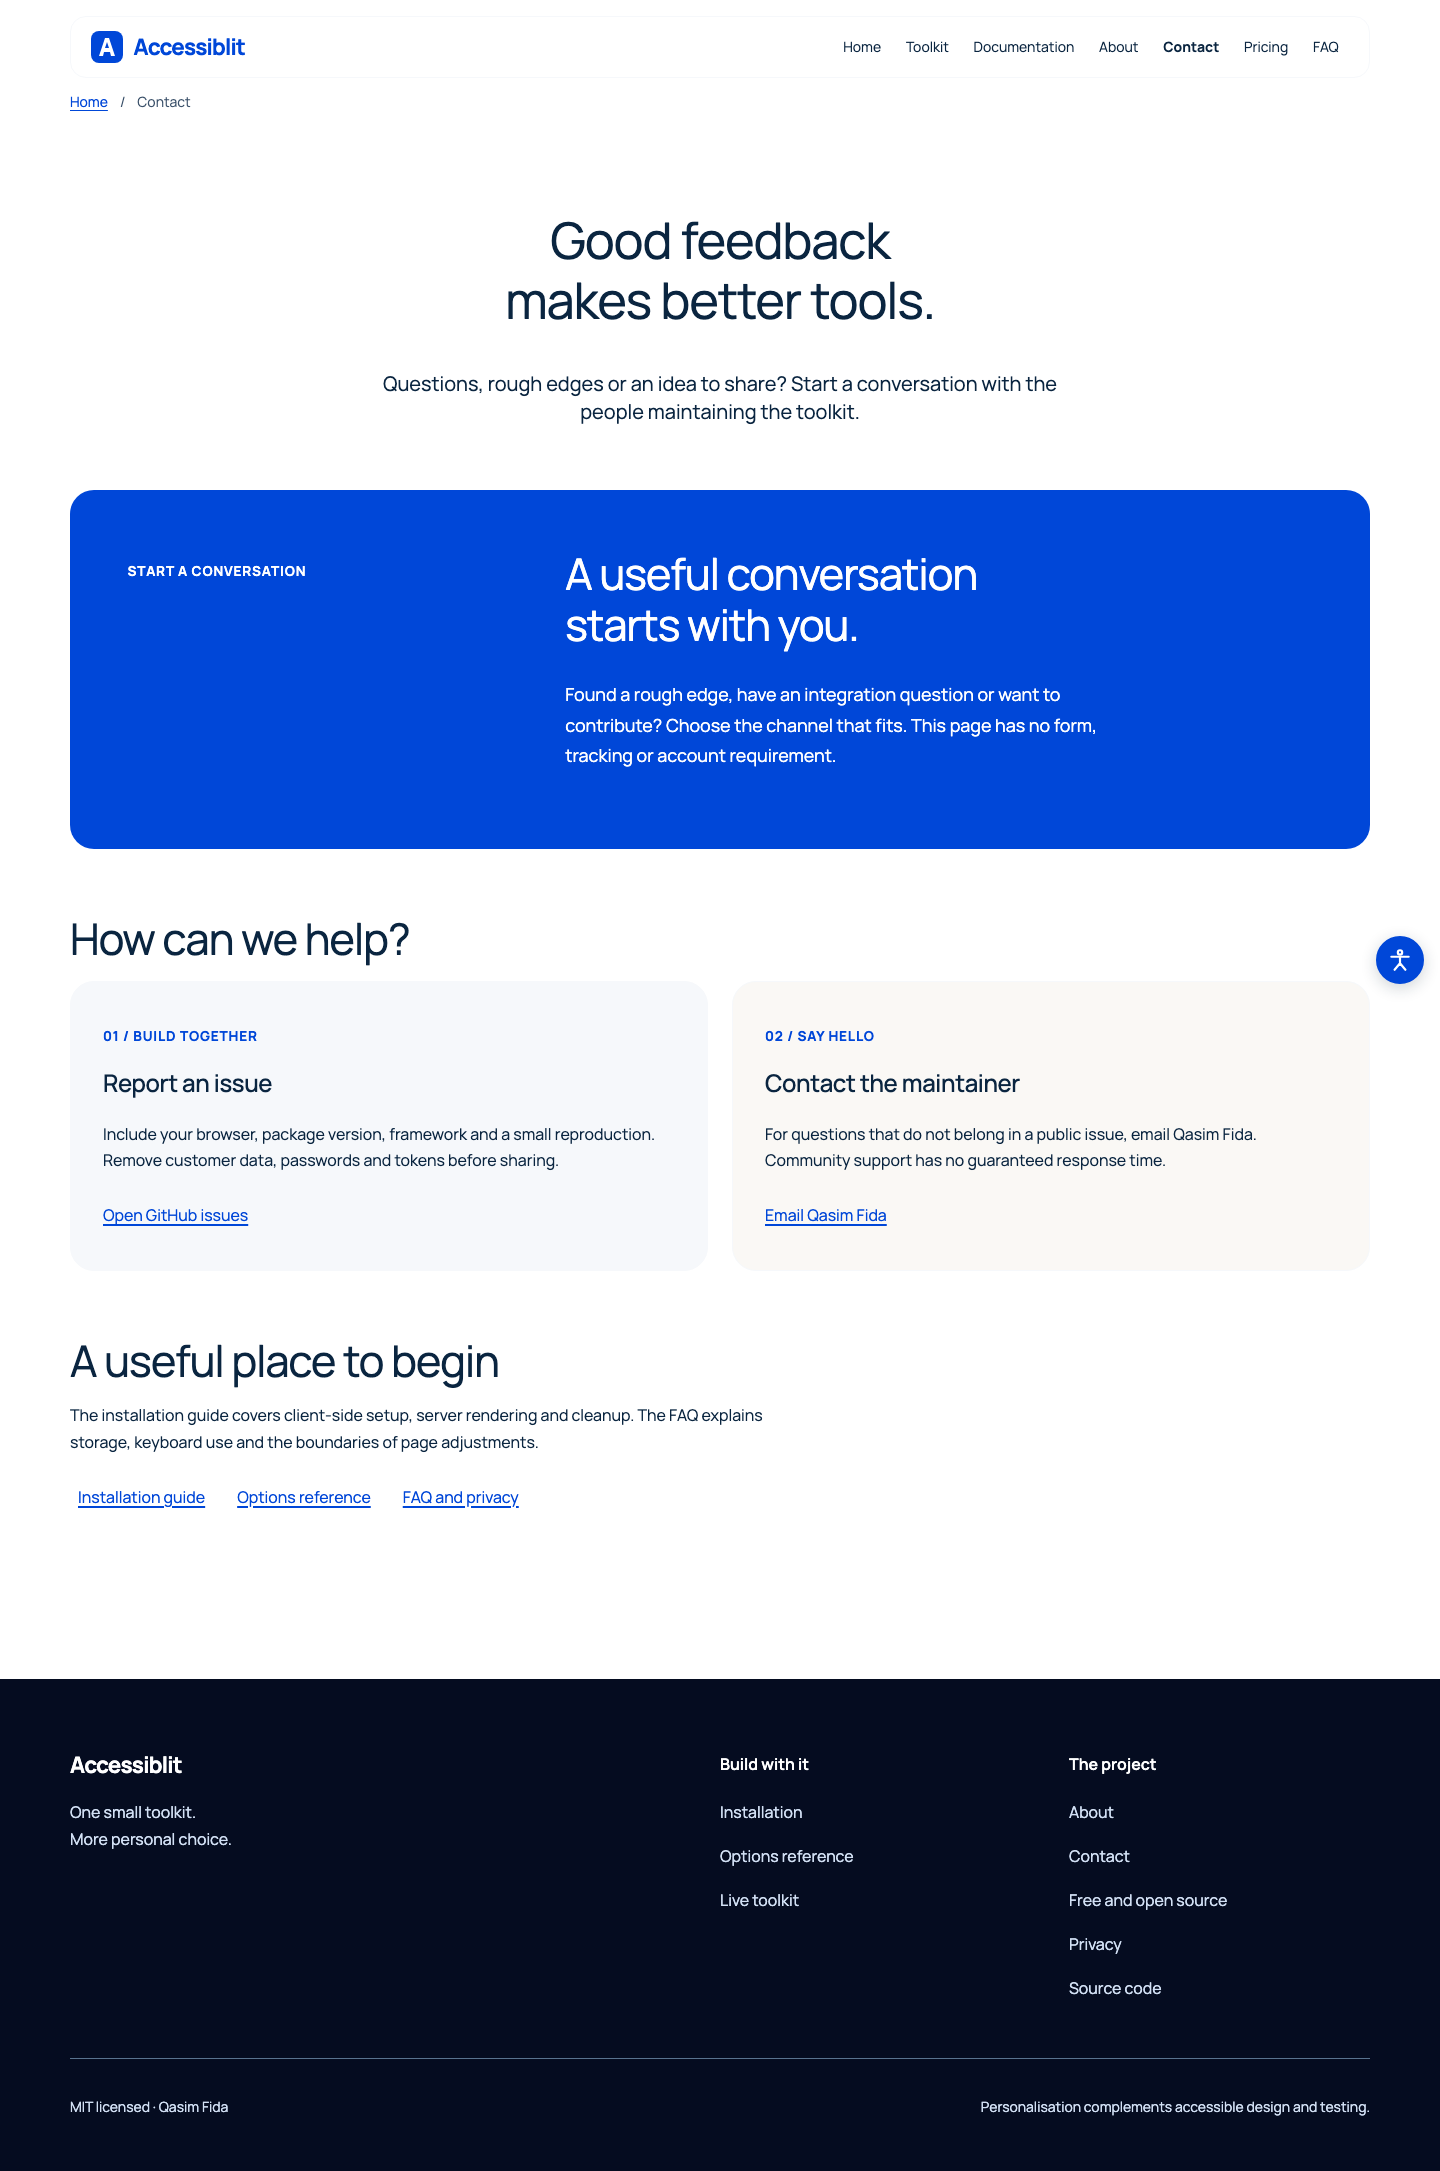 A Accessiblit
Home Toolkit Documentation About Contact Pricing FAQ
Home / Contact
Good feedback
makes better tools.
Questions, rough edges or an idea to share? Start a conversation with the
people maintaining the toolkit.
START A CONVERSATION
A useful conversation
starts with you.
Found a rough edge, have an integration question or want to
contribute? Choose the channel that fits. This page has no form,
tracking or account requirement.
How can we help?
01 / BUILD TOGETHER
Report an issue
Include your browser, package version, framework and a small reproduction.
Remove customer data, passwords and tokens before sharing.
Open GitHub issues
02 / SAY HELLO
Contact the maintainer
For questions that do not belong in a public issue, email Qasim Fida.
Community support has no guaranteed response time.
Email Qasim Fida
A useful place to begin
The installation guide covers client-side setup, server rendering and cleanup. The FAQ explains
storage, keyboard use and the boundaries of page adjustments.
Installation guide Options reference FAQ and privacy
Accessiblit
One small toolkit.
More personal choice.
Build with it
Installation
Options reference
Live toolkit
The project
About
Contact
Free and open source
Privacy
Source code
MIT licensed · Qasim Fida
Personalisation complements accessible design and testing.